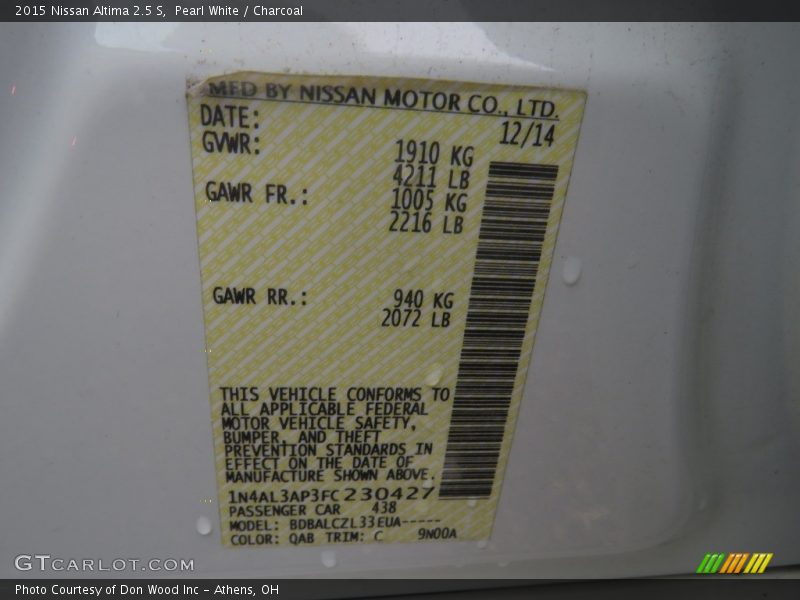 2015 Nissan Altima 2.5 S, Pearl White / Charcoal
MFD BY NISSAN MOTOR CO., LTD.
DATE: 12/14
GVWR: 1910 KG
4211 LB
GAWR FR.: 1005 KG
2216 LB
GAWR RR.: 940 KG
2072 LB
THIS VEHICLE CONFORMS TO
ALL APPLICABLE FEDERAL
MOTOR VEHICLE SAFETY,
BUMPER, AND THEFT
PREVENTION STANDARDS IN
EFFECT ON THE DATE OF
MANUFACTURE SHOWN ABOVE.
1N4AL3AP3FC230427
PASSENGER CAR 438
MODEL: BDBALCZL33EUA-----
COLOR: QAB TRIM: C 9N00A
GTCARLOT.COM
Photo Courtesy of Don Wood Inc - Athens, OH